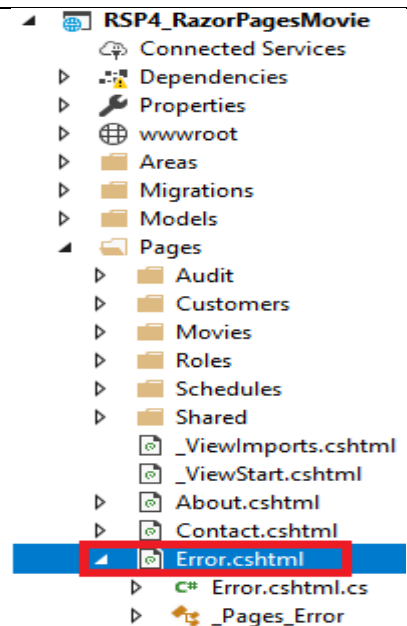 RSP4_RazorPagesMovie
Connected Services
Dependencies
Properties
wwwroot
Areas
Migrations
Models
Pages
Audit
Customers
Movies
Roles
Schedules
Shared
_ViewImports.cshtml
_ViewStart.cshtml
About.cshtml
Contact.cshtml
Error.cshtml
C# Error.cshtml.cs
_Pages_Error